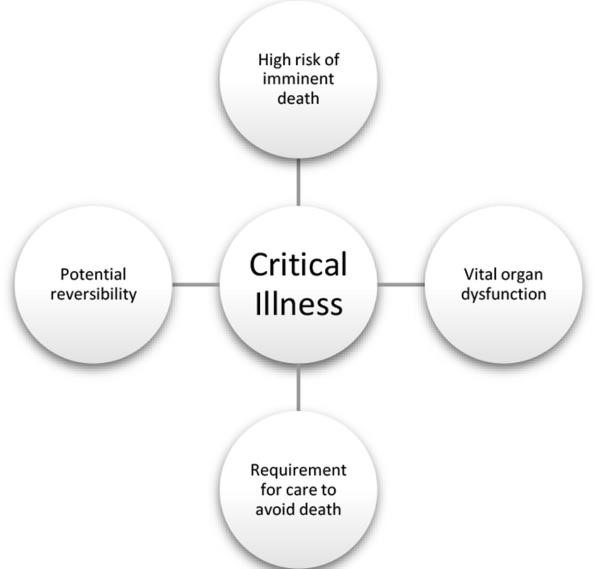 High risk of
imminent
death
Potential
reversibility
Critical
Illness
Vital organ
dysfunction
Requirement
for care to
avoid death